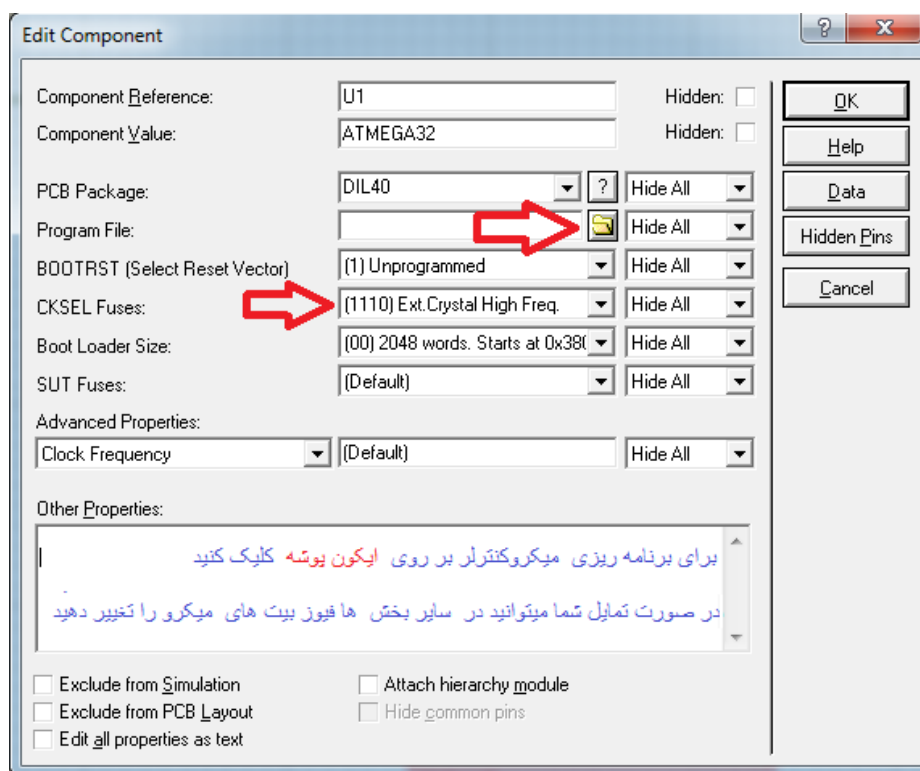 Edit Component
Component Reference: U1 Hidden:
Component Value: ATMEGA32 Hidden:
PCB Package: DIL40 ? Hide All
Program File: Hide All
BOOTRST (Select Reset Vector) (1) Unprogrammed Hide All
CKSEL Fuses: (1110) Ext.Crystal High Freq. Hide All
Boot Loader Size: (00) 2048 words. Starts at 0x380 Hide All
SUT Fuses: (Default) Hide All
Advanced Properties:
Clock Frequency (Default) Hide All
Other Properties:
برای برنامه ریزی میکروکنترلر بر روی ایکون پوشه کلیک کنید
در صورت تمایل شما میتوانید در سایر بخش ها فیوز بیت های میکرو را تغییر دهید
Exclude from Simulation Attach hierarchy module
Exclude from PCB Layout Hide common pins
Edit all properties as text
OK
Help
Data
Hidden Pins
Cancel